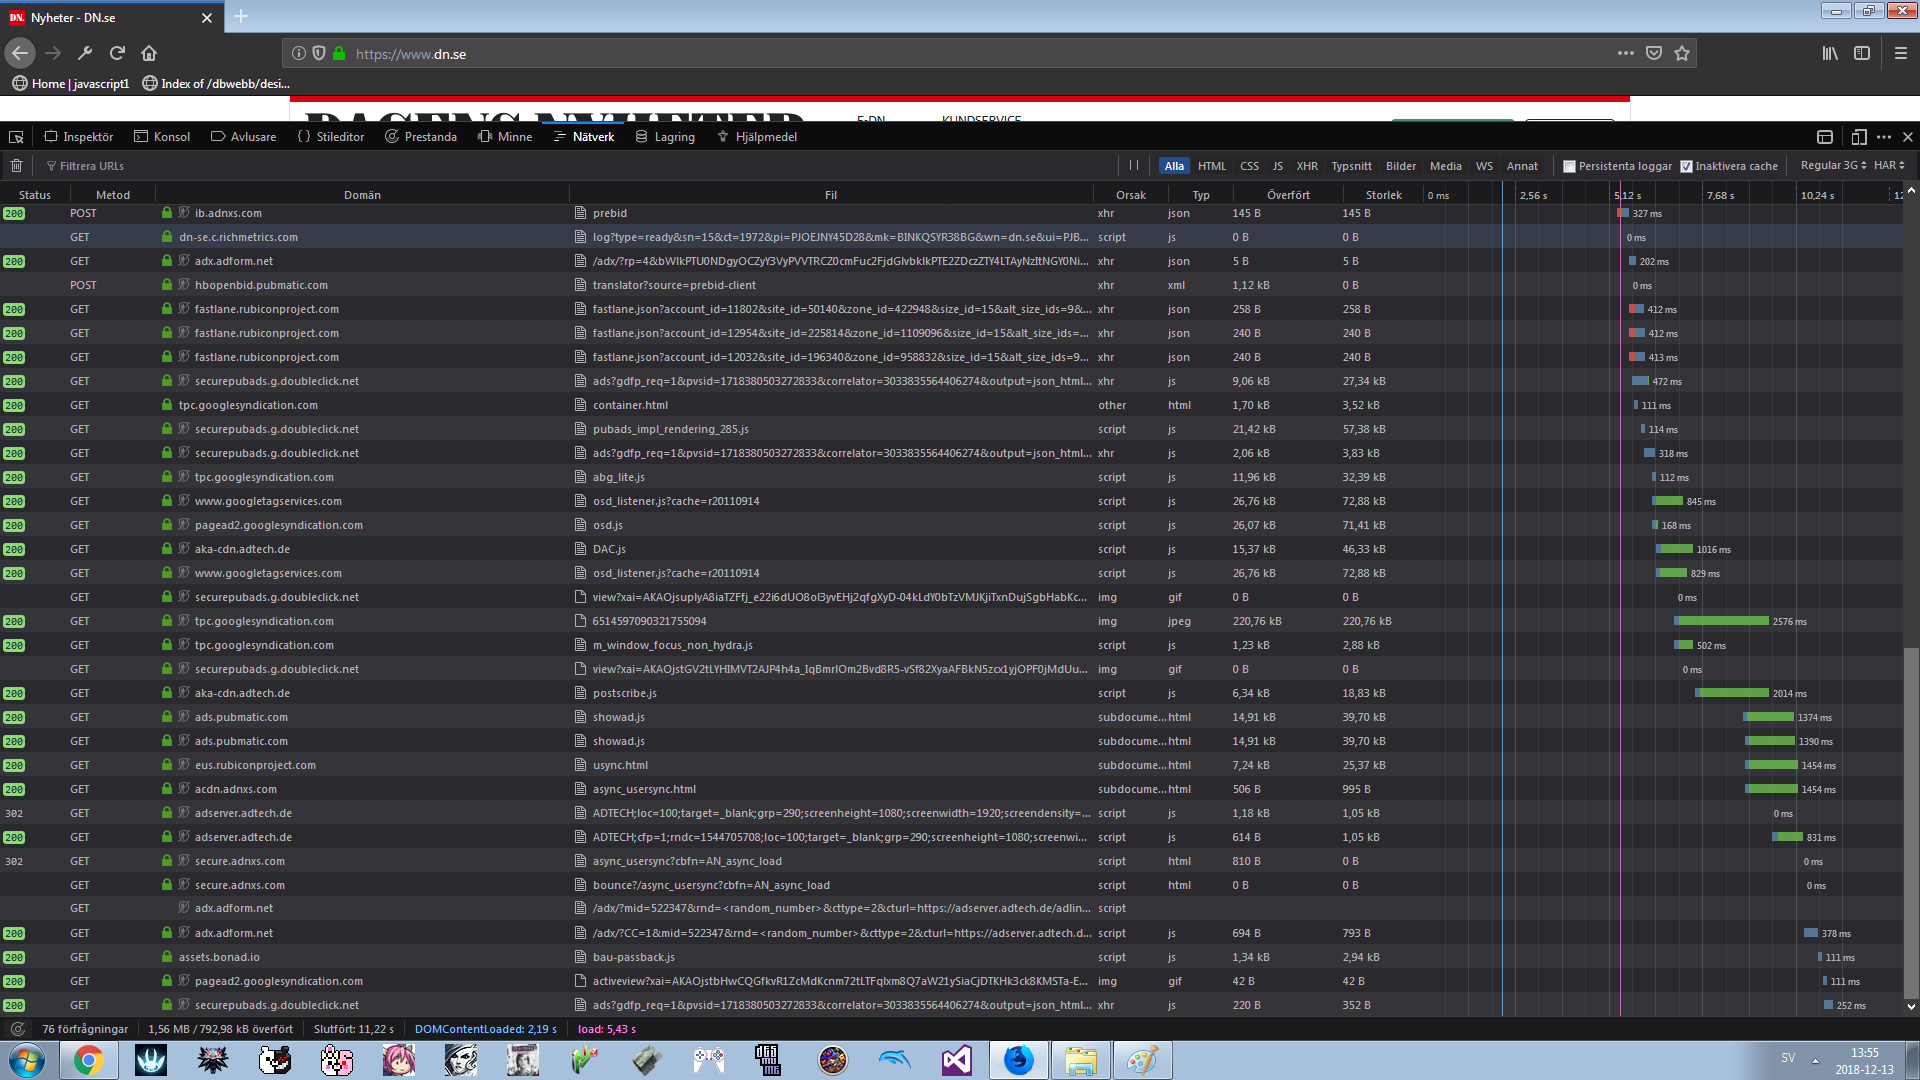 Nyheter - DN.se
https://www.dn.se
Home | javascript1 Index of /dbwebb/desi...
E-DN KUNDSERVICE
Inspektör Konsol Avlusare Stileditor Prestanda Minne Nätverk Lagring Hjälpmedel
Filtrera URLs Alla HTML CSS JS XHR Typsnitt Bilder Media WS Annat Persistenta loggar Inaktivera cache Regular 3G HAR
Status Metod Domän Fil Orsak Typ Överfört Storlek 0 ms 2,56 s 5,12 s 7,68 s 10,24 s 12
200 POST ib.adnxs.com prebid xhr json 145 B 145 B 327 ms
GET dn-se.c.richmetrics.com log?type=ready&sn=15&ct=1972&pi=PJOEJNY45D28&mk=BINKQSYR38BG&wn=dn.se&ui=PJB... script js 0 B 0 B 0 ms
200 GET adx.adform.net 5 B 5 B xhr json 202 ms
POST hbopenbid.pubmatic.com translator?source=prebid-client xhr xml 1,12 kB 0 B 0 ms
200 GET fastlane.rubiconproject.com fastlane.json?account_id=11802&site_id=50140&zone_id=422948&size_id=15&alt_size_ids=9&... xhr json 258 B 258 B 412 ms
200 GET fastlane.rubiconproject.com fastlane.json?account_id=12954&site_id=225814&zone_id=1109096&size_id=15&alt_size_ids=... xhr json 240 B 240 B 412 ms
200 GET fastlane.rubiconproject.com fastlane.json?account_id=12032&site_id=196340&zone_id=958832&size_id=15&alt_size_ids=9... xhr json 240 B 240 B 413 ms
200 GET securepubads.g.doubleclick.net ads?gdfp_req=1&pvsid=1718380503272833&correlator=3033835564406274&output=json_html... xhr js 9,06 kB 27,34 kB 472 ms
200 GET tpc.googlesyndication.com container.html other html 1,70 kB 3,52 kB 111 ms
200 GET securepubads.g.doubleclick.net pubads_impl_rendering_285.js script js 21,42 kB 57,38 kB 114 ms
200 GET securepubads.g.doubleclick.net ads?gdfp_req=1&pvsid=1718380503272833&correlator=3033835564406274&output=json_html... xhr js 2,06 kB 3,83 kB 318 ms
200 GET tpc.googlesyndication.com abg_lite.js script js 11,96 kB 32,39 kB 112 ms
200 GET www.googletagservices.com osd_listener.js?cache=r20110914 script js 26,76 kB 72,88 kB 845 ms
200 GET pagead2.googlesyndication.com osd.js script js 26,07 kB 71,41 kB 168 ms
200 GET aka-cdn.adtech.de DAC.js script js 15,37 kB 46,33 kB 1016 ms
200 GET www.googletagservices.com osd_listener.js?cache=r20110914 script js 26,76 kB 72,88 kB 829 ms
GET securepubads.g.doubleclick.net img gif 0 B 0 B 0 ms
200 GET tpc.googlesyndication.com 6514597090321755094 img jpeg 220,76 kB 220,76 kB 2576 ms
200 GET tpc.googlesyndication.com m_window_focus_non_hydra.js script js 1,23 kB 2,88 kB 502 ms
GET securepubads.g.doubleclick.net img gif 0 B 0 B 0 ms
200 GET aka-cdn.adtech.de postscribe.js script js 6,34 kB 18,83 kB 2014 ms
200 GET ads.pubmatic.com showad.js subdocume... html 14,91 kB 39,70 kB 1374 ms
200 GET ads.pubmatic.com showad.js subdocume... html 14,91 kB 39,70 kB 1390 ms
200 GET eus.rubiconproject.com usync.html subdocume... html 7,24 kB 25,37 kB 1454 ms
200 GET acdn.adnxs.com async_usersync.html subdocume... html 506 B 995 B 1454 ms
302 GET adserver.adtech.de ADTECH;loc=100;target=_blank;grp=290;screenheight=1080;screenwidth=1920;screendensity=... script js 1,18 kB 1,05 kB 0 ms
200 GET adserver.adtech.de ADTECH;cfp=1;rndc=1544705708;loc=100;target=_blank;grp=290;screenheight=1080;screenwi... script js 614 B 1,05 kB 831 ms
302 GET secure.adnxs.com async_usersync?cbfn=AN_async_load script html 810 B 0 B 0 ms
GET secure.adnxs.com bounce?/async_usersync?cbfn=AN_async_load script html 0 B 0 B 0 ms
GET adx.adform.net /adx/?mid=522347&rnd=<random_number>&cttype=2&cturl=https://adserver.adtech.de/adlin... script
200 GET adx.adform.net /adx/?CC=1&mid=522347&rnd=<random_number>&cttype=2&cturl=https://adserver.adtech.d... script js 694 B 793 B 378 ms
200 GET assets.bonad.io bau-passback.js script js 1,34 kB 2,94 kB 111 ms
200 GET pagead2.googlesyndication.com img gif 42 B 42 B 111 ms
200 GET securepubads.g.doubleclick.net ads?gdfp_req=1&pvsid=1718380503272833&correlator=3033835564406274&output=json_html... xhr js 220 B 352 B 252 ms
76 förfrågningar 1,56 MB / 792,98 kB överfört Slutfört: 11,22 s DOMContentLoaded: 2,19 s load: 5,43 s
SV 13:55
2018-12-13